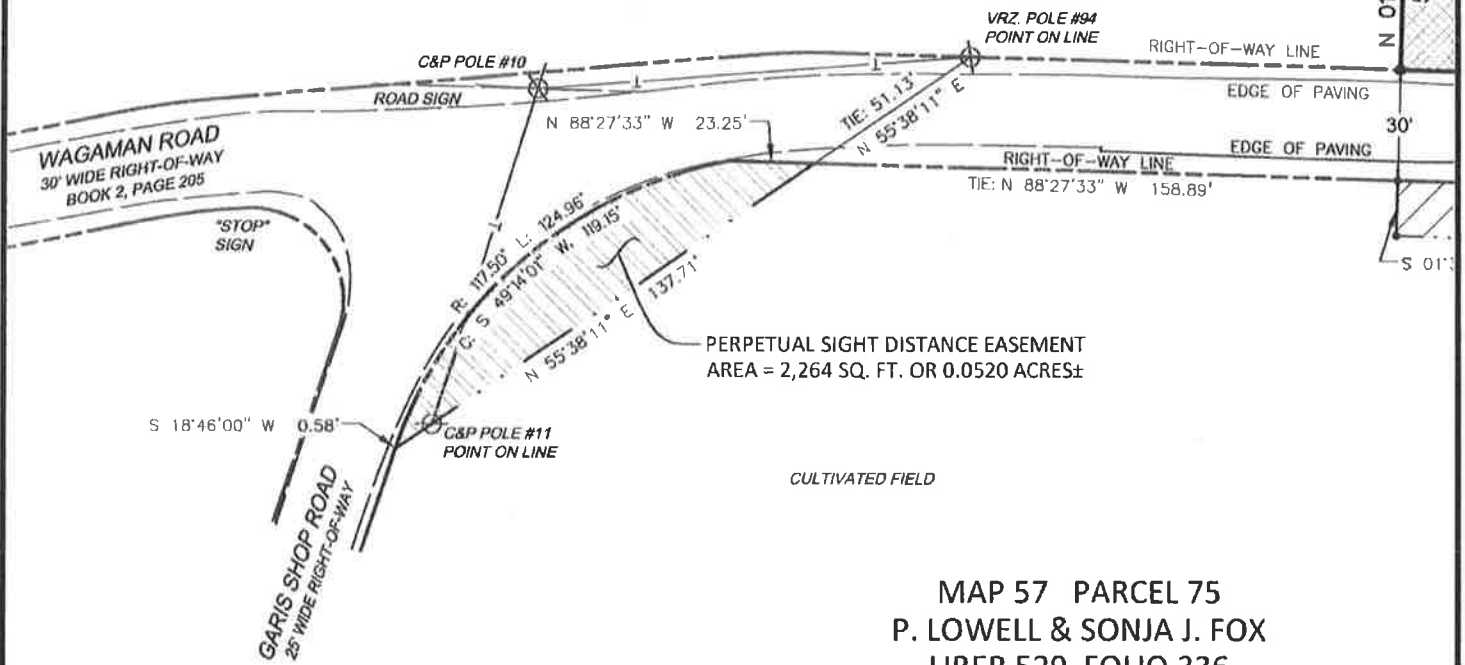 VRZ. POLE #94
POINT ON LINE
RIGHT-OF-WAY LINE
C&P POLE #10
EDGE OF PAVING
ROAD SIGN
TIE: 51.13'
N 55°38'11" E
N 88°27'33" W 23.25'
30'
WAGAMAN ROAD
30' WIDE RIGHT-OF-WAY
BOOK 2, PAGE 205
EDGE OF PAVING
RIGHT-OF-WAY LINE
TIE: N 88°27'33" W 158.89'
"STOP"
SIGN
R: 117.50' L: 124.96'
C: S 49°14'01" W, 119.15'
N 55°38'11" E 137.71'
PERPETUAL SIGHT DISTANCE EASEMENT
AREA = 2,264 SQ. FT. OR 0.0520 ACRES±
S 18°46'00" W 0.58'
C&P POLE #11
POINT ON LINE
CULTIVATED FIELD
GARIS SHOP ROAD
25' WIDE RIGHT-OF-WAY
MAP 57 PARCEL 75
P. LOWELL & SONJA J. FOX